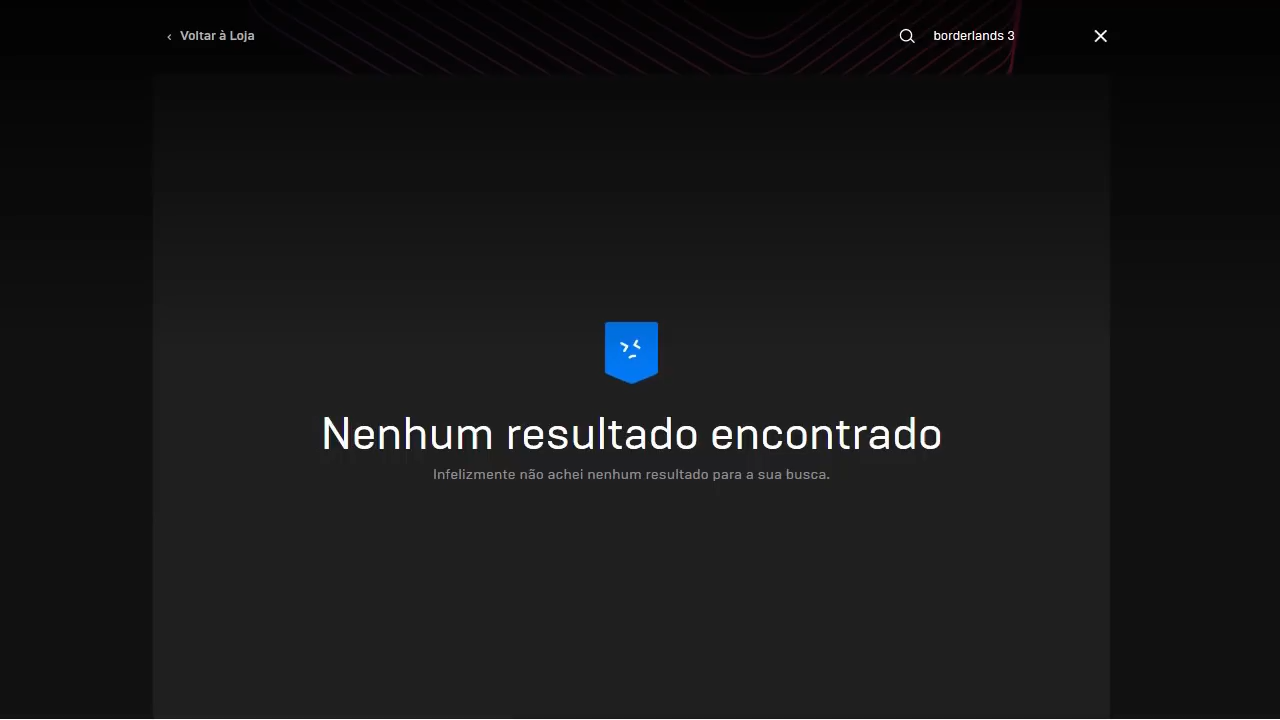 Voltar à Loja
borderlands 3
Nenhum resultado encontrado
Infelizmente não achei nenhum resultado para a sua busca.